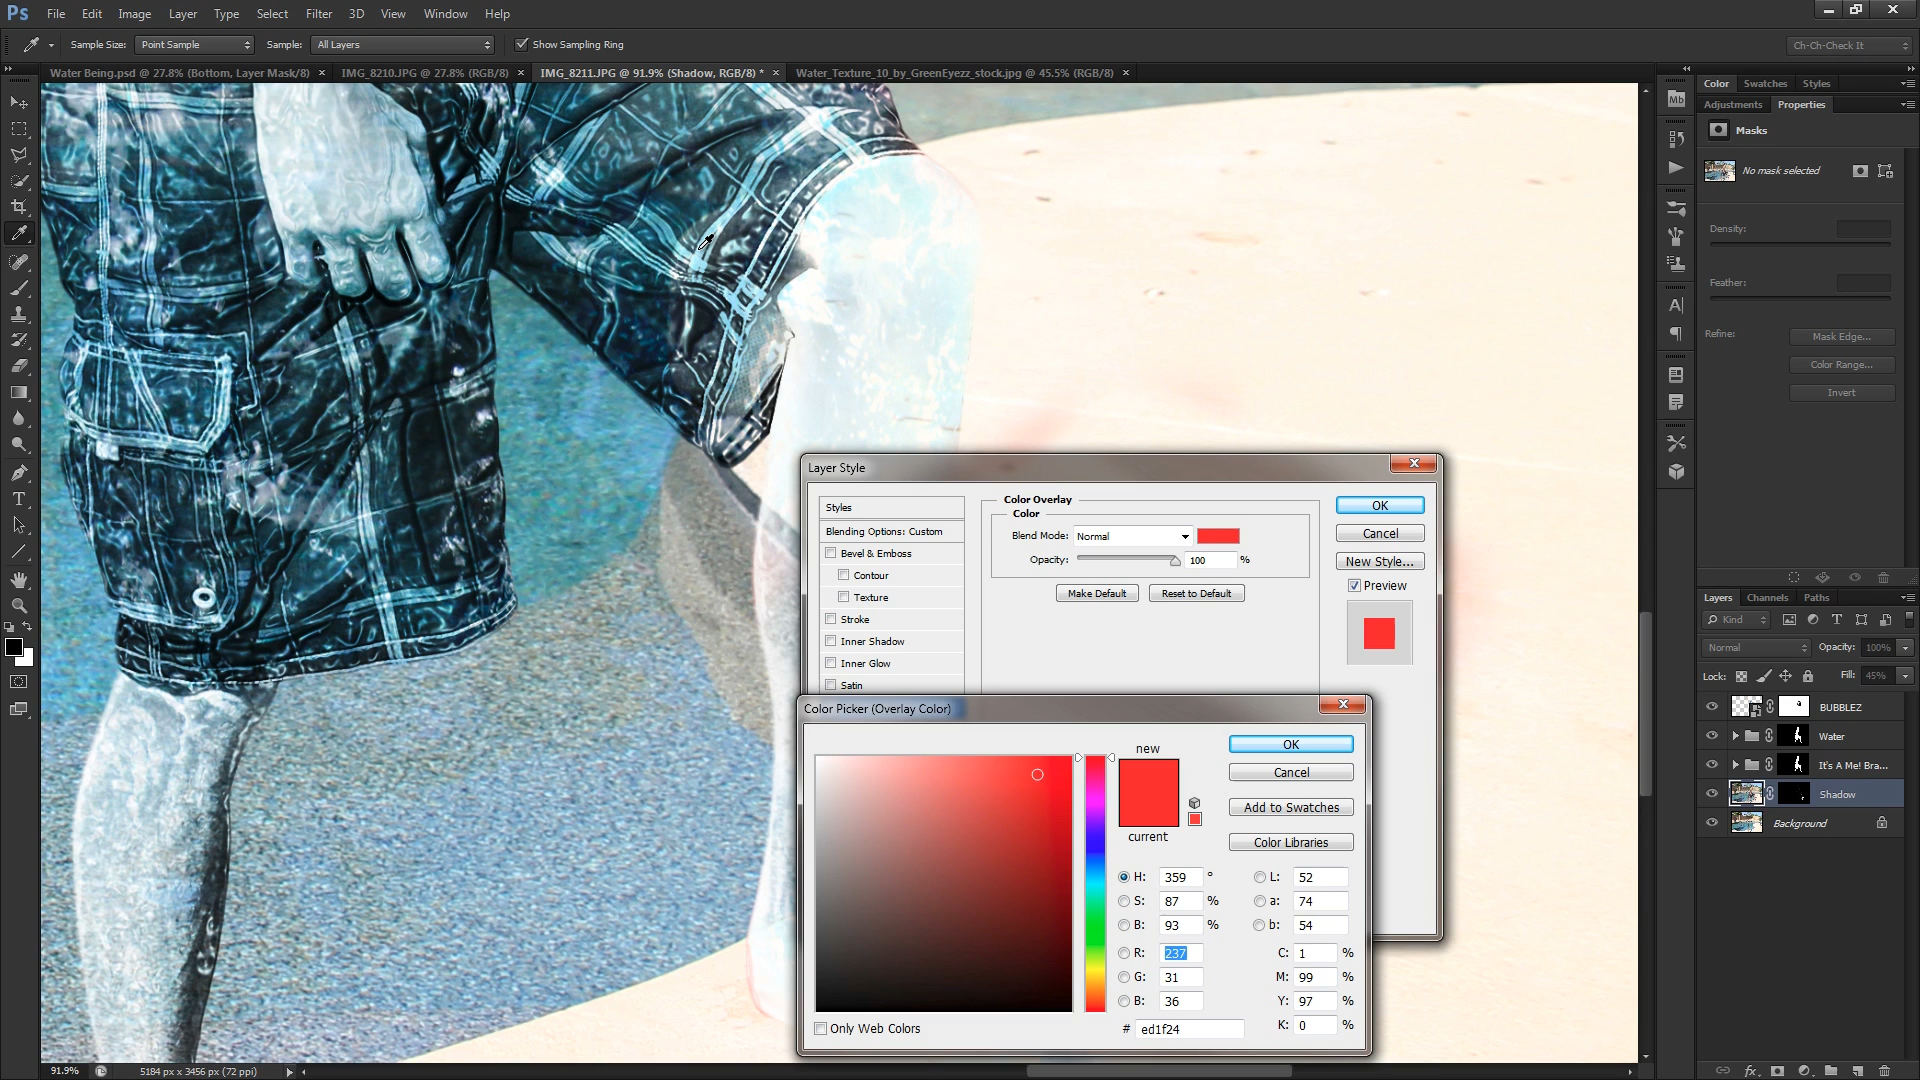 Ps File Edit Image Layer Type Select Filter 3D View Window Help
Sample Size: Point Sample Sample: All Layers Show Sampling Ring Ch-Ch-Check It
Water Being.psd @ 27.8% (Bottom, Layer Mask/8) × IMG_8210.JPG @ 27.8% (RGB/8) × IMG_8211.JPG @ 91.9% (Shadow, RGB/8) * × Water_Texture_10_by_GreenEyezz_stock.jpg @ 45.5% (RGB/8) ×
Color Swatches Styles
Adjustments Properties
Mb
Masks
No mask selected
Density:
Feather:
Refine: Mask Edge...
Color Range...
Invert
Layer Style
Styles
Blending Options: Custom
Bevel & Emboss
Contour
Texture
Stroke
Inner Shadow
Inner Glow
Satin
Color Overlay
Color
Blend Mode: Normal
Opacity: 100 %
Make Default Reset to Default
OK
Cancel
New Style...
Preview
Color Picker (Overlay Color)
new
current
OK
Cancel
Add to Swatches
Color Libraries
H: 359 ° L: 52
S: 87 % a: 74
B: 93 % b: 54
R: 237 C: 1 %
G: 31 M: 99 %
B: 36 Y: 97 %
# ed1f24 K: 0 %
Only Web Colors
Layers Channels Paths
Kind
Normal Opacity: 100%
Lock: Fill: 45%
BUBBLEZ
Water
It's A Me! Bra...
Shadow
Background
91.9% 5184 px x 3456 px (72 ppi)